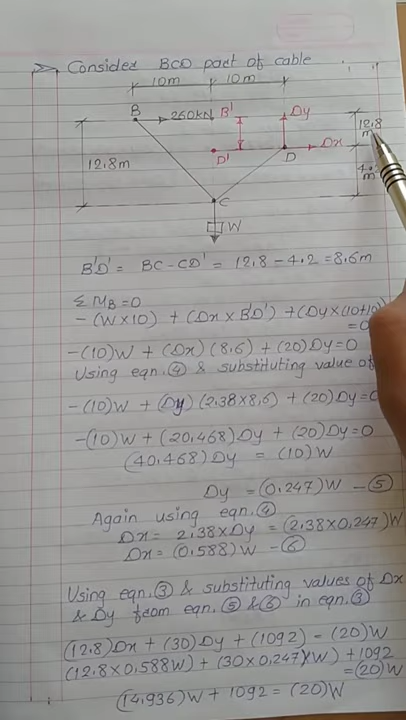 Consider BCD part of cable
10m 10m
B 260KN B' Dy
12.8 m
12.8m D' D Dx
C
W
B'D' = BC - CD' = 12.8 - 4.2 = 8.6m
ΣMB = 0
-(W×10) + (Dx × B'D') + (Dy×(10+10)) = 0
-(10)W + (Dx)(8.6) + (20)Dy = 0
Using eqn. ④ & substituting value of
-(10)W + (Dy)(2.38×8.6) + (20)Dy = 0
-(10)W + (20.468)Dy + (20)Dy = 0
(40.468)Dy = (10)W
Dy = (0.247)W - ⑤
Again using eqn. ④
Dx = 2.38×Dy = (2.38×0.247)W
Dx = (0.588)W - ⑥
Using eqn. ③ & substituting values of Dx
& Dy from eqn. ⑤ & ⑥ in eqn. ③
(12.8)Dx + (30)Dy + (1092) = (20)W
(12.8×0.588W) + (30×0.247)(W) + 1092
= (20)W
(14.936)W + 1092 = (20)W